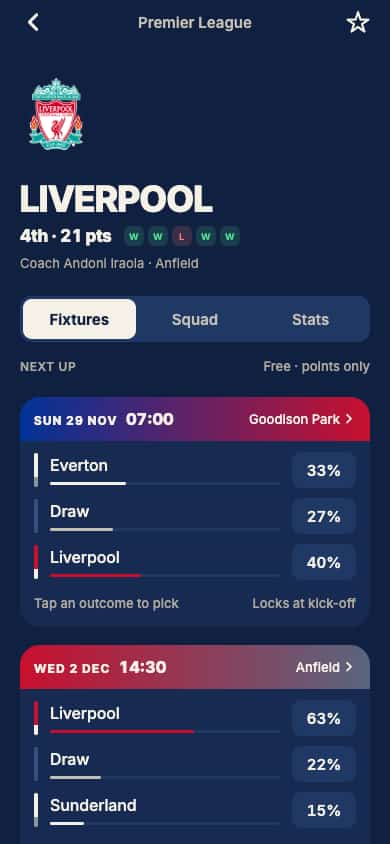 Premier League
LIVERPOOL
LIVERPOOL
4th · 21 pts W W L W W
Coach Andoni Iraola · Anfield
Fixtures Squad Stats
NEXT UP Free · points only
SUN 29 NOV 07:00 Goodison Park
Everton 33%
Draw 27%
Liverpool 40%
Tap an outcome to pick Locks at kick-off
WED 2 DEC 14:30 Anfield
Liverpool 63%
Draw 22%
Sunderland 15%